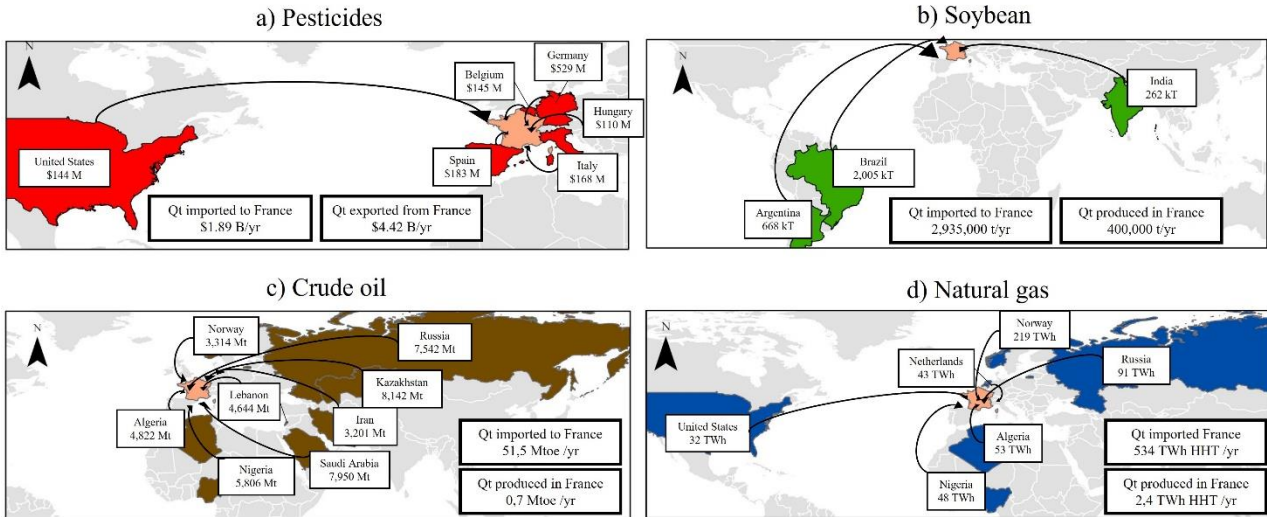 a) Pesticides
N
United States
$144 M
Belgium
$145 M
Germany
$529 M
Hungary
$110 M
Spain
$183 M
Italy
$168 M
Qt imported to France
$1.89 B/yr
Qt exported from France
$4.42 B/yr
b) Soybean
N
India
262 kT
Brazil
2,005 kT
Argentina
668 kT
Qt imported to France
2,935,000 t/yr
Qt produced in France
400,000 t/yr
c) Crude oil
N
Norway
3,314 Mt
Russia
7,542 Mt
Kazakhstan
8,142 Mt
Lebanon
4,644 Mt
Algeria
4,822 Mt
Iran
3,201 Mt
Nigeria
5,806 Mt
Saudi Arabia
7,950 Mt
Qt imported to France
51,5 Mtoe /yr
Qt produced in France
0,7 Mtoe /yr
d) Natural gas
N
Norway
219 TWh
Netherlands
43 TWh
Russia
91 TWh
United States
32 TWh
Algeria
53 TWh
Nigeria
48 TWh
Qt imported France
534 TWh HHT /yr
Qt produced in France
2,4 TWh HHT /yr